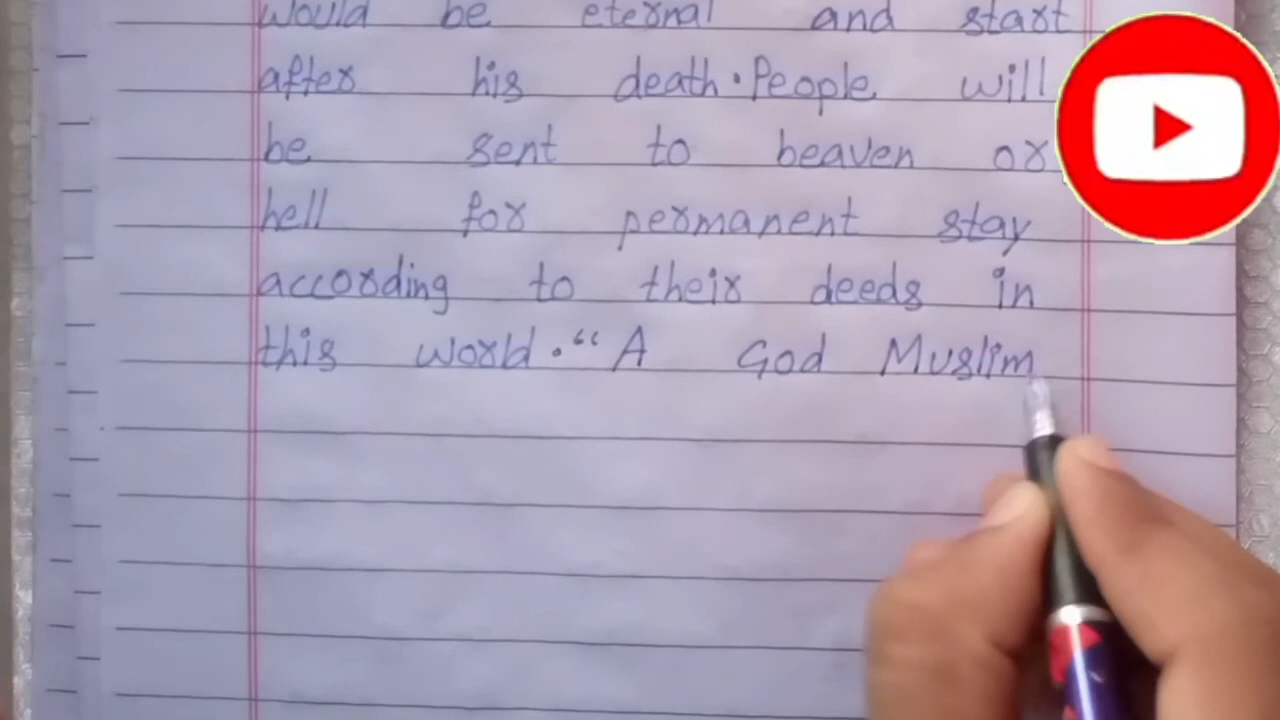 would be eternal and start
after his death. People will
be sent to beaven or
hell for permanent stay
according to their deeds in
this world. “A God Muslim